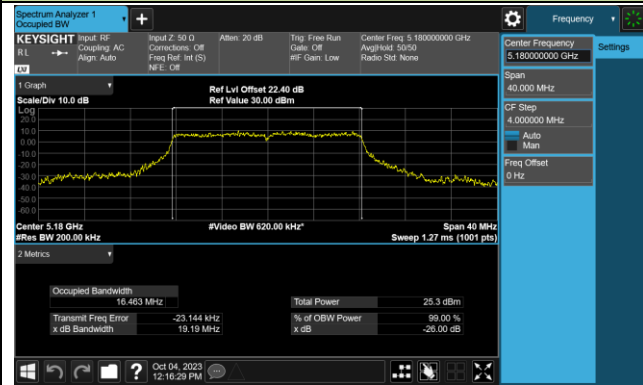 Spectrum Analyzer 1
Occupied BW
Frequency
KEYSIGHT
RL
Input: RF
Coupling: AC
Align: Auto
Input Z: 50 Ω
Corrections: Off
Freq Ref: Int (S)
NFE: Off
Atten: 20 dB
Trig: Free Run
Gate: Off
#IF Gain: Low
Center Freq: 5.180000000 GHz
Avg|Hold: 50/50
Radio Std: None
Center Frequency
5.180000000 GHz
Settings
Span
40.000 MHz
CF Step
4.000000 MHz
Auto
Man
Freq Offset
0 Hz
1 Graph
Scale/Div 10.0 dB
Ref Lvl Offset 22.40 dB
Ref Value 30.00 dBm
Log
20.0
10.0
0.00
-10.0
-20.0
-30.0
-40.0
-50.0
-60.0
Center 5.18 GHz
#Video BW 620.00 kHz*
Span 40 MHz
#Res BW 200.00 kHz
Sweep 1.27 ms (1001 pts)
2 Metrics
Occupied Bandwidth
16.463 MHz
Total Power 25.3 dBm
Transmit Freq Error -23.144 kHz
% of OBW Power 99.00 %
x dB Bandwidth 19.19 MHz
x dB -26.00 dB
Oct 04, 2023
12:16:29 PM